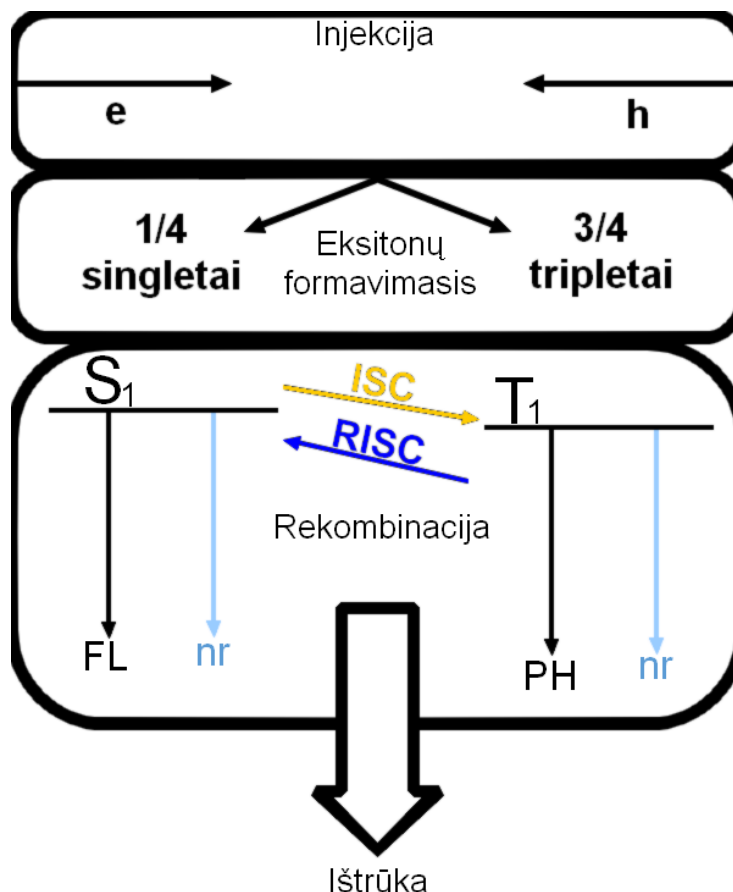 Injekcija
e
h
1/4
singletai
Eksitonų
formavimasis
3/4
tripletai
S1
ISC
T1
RISC
Rekombinacija
FL
nr
PH
nr
Ištrūka